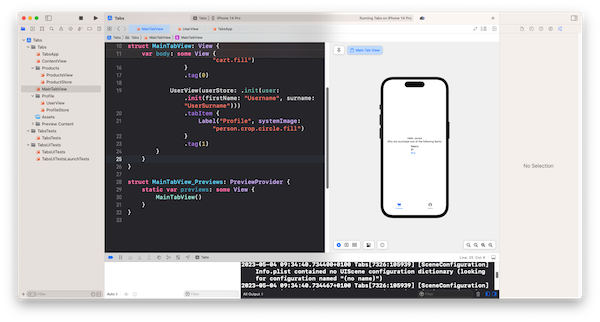 Tabs
Tabs
iPhone 14 Pro
Running Tabs on iPhone 14 Pro
MainTabView
UserView
TabsApp
Tabs
Tabs
MainTabView
MainTabView
Tabs
Tabs
TabsApp
ContentView
Products
ProductsView
ProductStore
MainTabView
Profile
UserView
ProfileStore
Assets
Preview Content
TabsTests
TabsTests
TabsUITests
TabsUITests
TabsUITestsLaunchTests
10 struct MainTabView: View {
11 var body: some View {
"cart.fill")
16 }
17 .tag(0)
18
19 UserView(userStore: .init(user:
.init(firstName: "Username", surname:
"UserSurname")))
20 .tabItem {
21 Label("Profile", systemImage:
"person.crop.circle.fill")
22 }
23 .tag(1)
24 }
25 }
26 }
27
28 struct MainTabView_Previews: PreviewProvider {
29 static var previews: some View {
30 MainTabView()
31 }
32 }
33
Main Tab View
No Selection
Tabs
2023-05-04 09:34:40.734400+0100 Tabs[7326:105939] [SceneConfiguration]
Info.plist contained no UIScene configuration dictionary (looking
for configuration named "(no name)")
2023-05-04 09:34:40.734467+0100 Tabs[7326:105939] [SceneConfiguration]
Filter
Auto
Filter
All Output
Filter